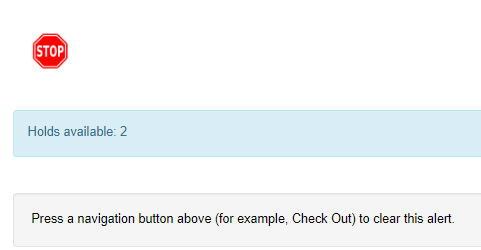 STOP
Holds available: 2
Press a navigation button above (for example, Check Out) to clear this alert.